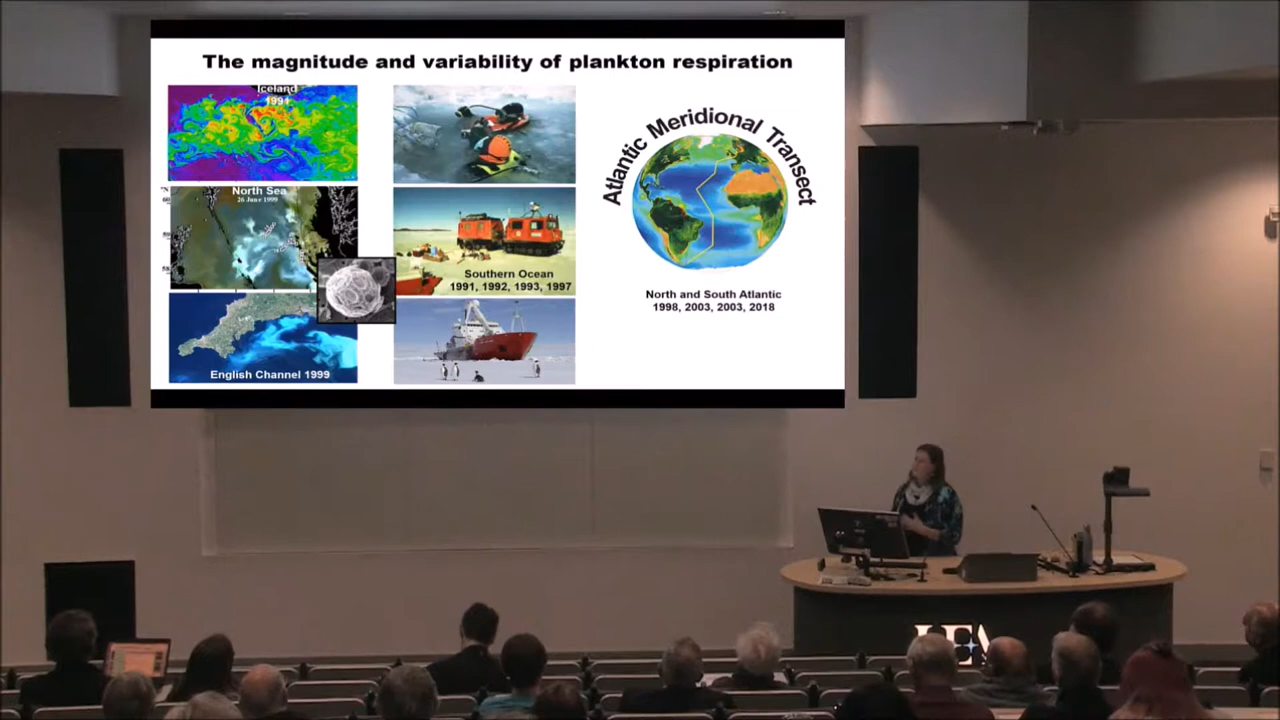 The magnitude and variability of plankton respiration
Iceland
1991
North Sea
26 June 1999
English Channel 1999
Southern Ocean
1991, 1992, 1993, 1997
Atlantic Meridional Transect
North and South Atlantic
1998, 2003, 2003, 2018
UEA